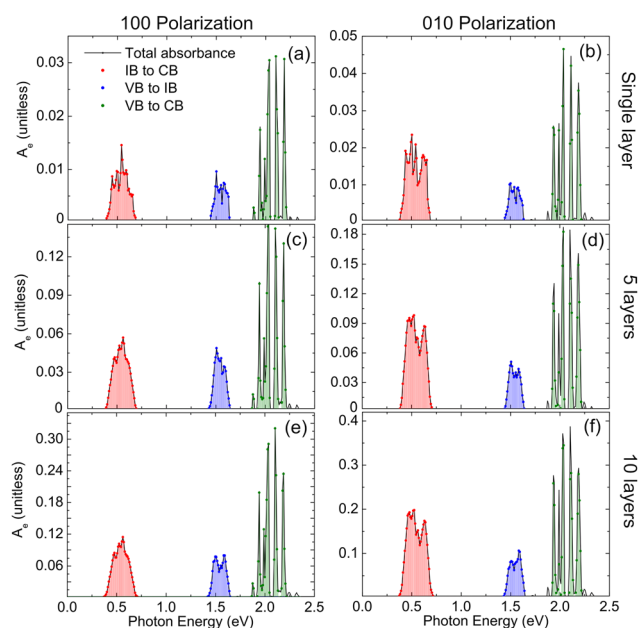 100 Polarization
010 Polarization
(a)
Total absorbance
IB to CB
VB to IB
VB to CB
A_e (unitless)
0.03
0.02
0.01
0
(b)
0.05
0.04
0.03
0.02
0.01
0
Single layer
(c)
A_e (unitless)
0.12
0.09
0.06
0.03
0
(d)
0.18
0.15
0.12
0.09
0.06
0.03
0
5 layers
(e)
A_e (unitless)
0.30
0.24
0.18
0.12
0.06
(f)
0.4
0.3
0.2
0.1
10 layers
0.0 0.5 1.0 1.5 2.0 2.5
0.0 0.5 1.0 1.5 2.0 2.5
Photon Energy (eV)
Photon Energy (eV)